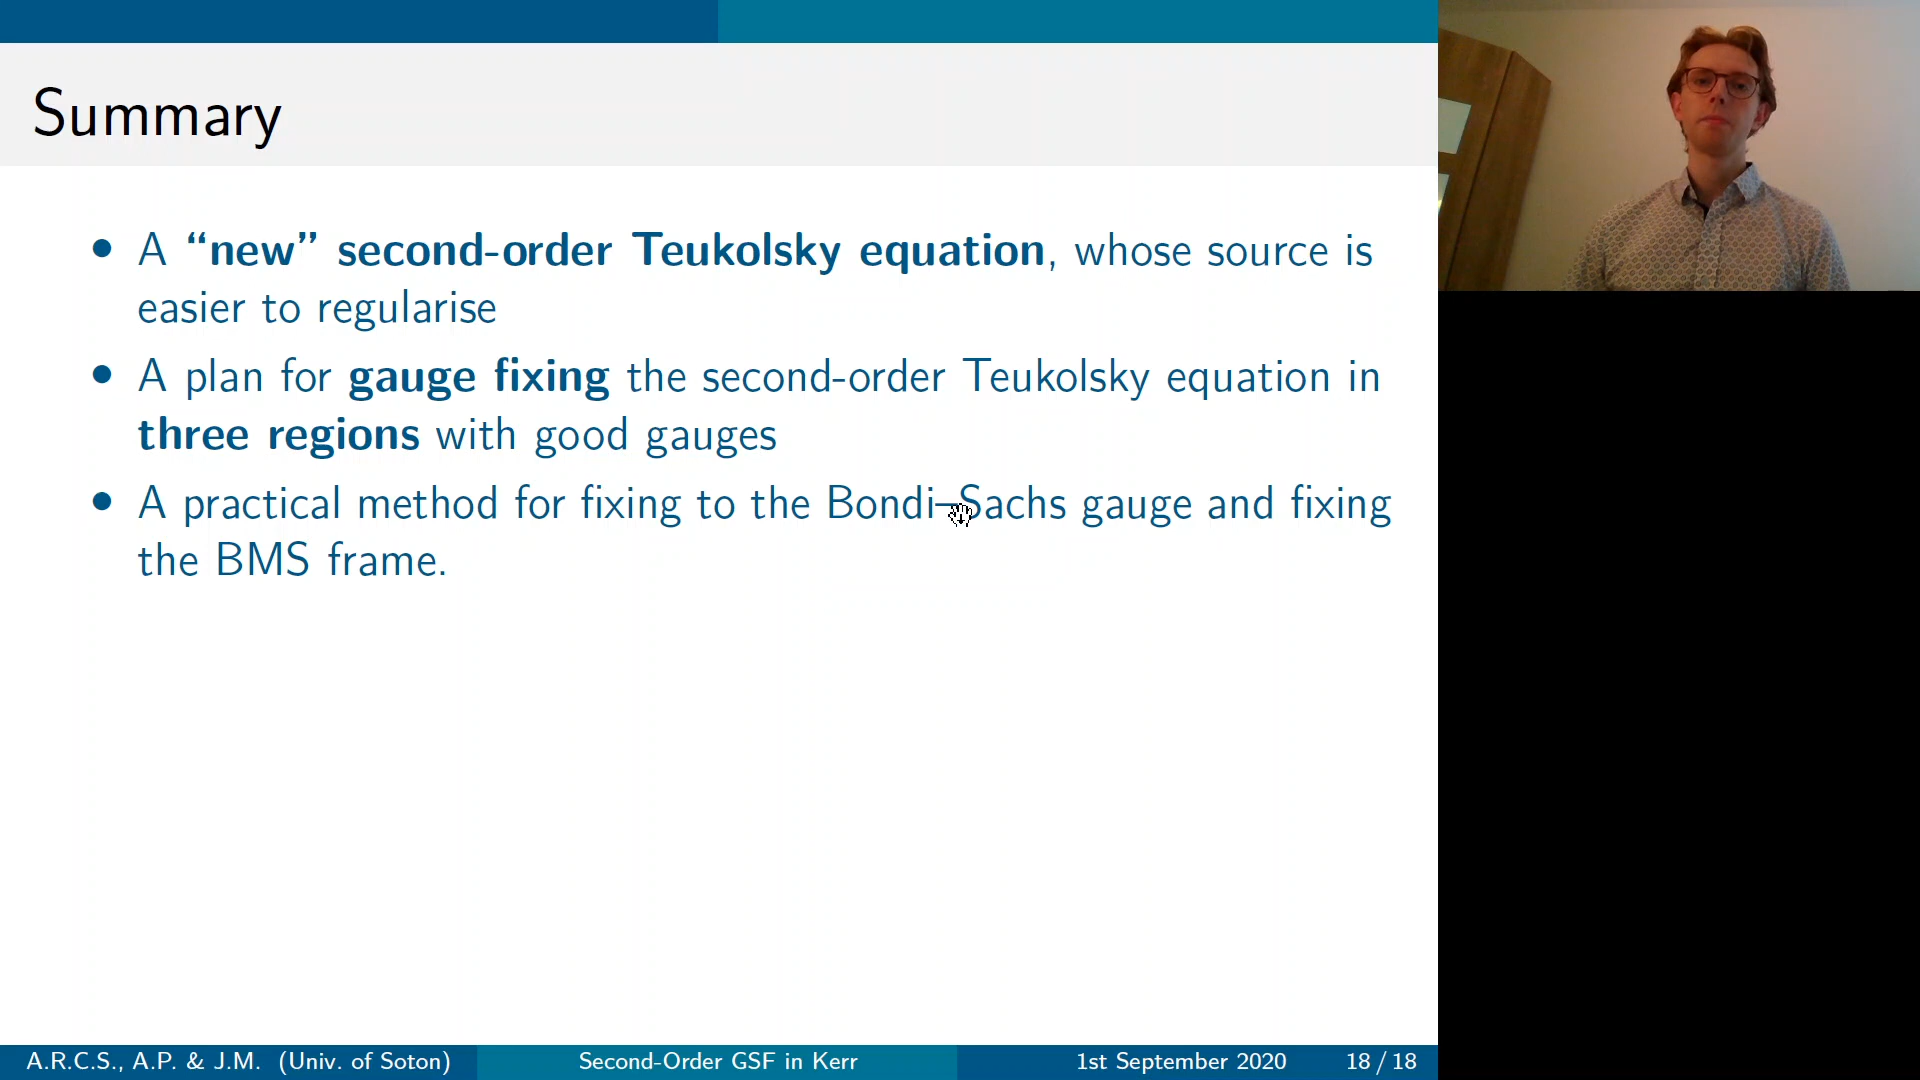 Summary
• A “new” second-order Teukolsky equation, whose source is
easier to regularise
• A plan for gauge fixing the second-order Teukolsky equation in
three regions with good gauges
• A practical method for fixing to the Bondi–Sachs gauge and fixing
the BMS frame.
A.R.C.S., A.P. & J.M. (Univ. of Soton) Second-Order GSF in Kerr 1st September 2020 18 / 18